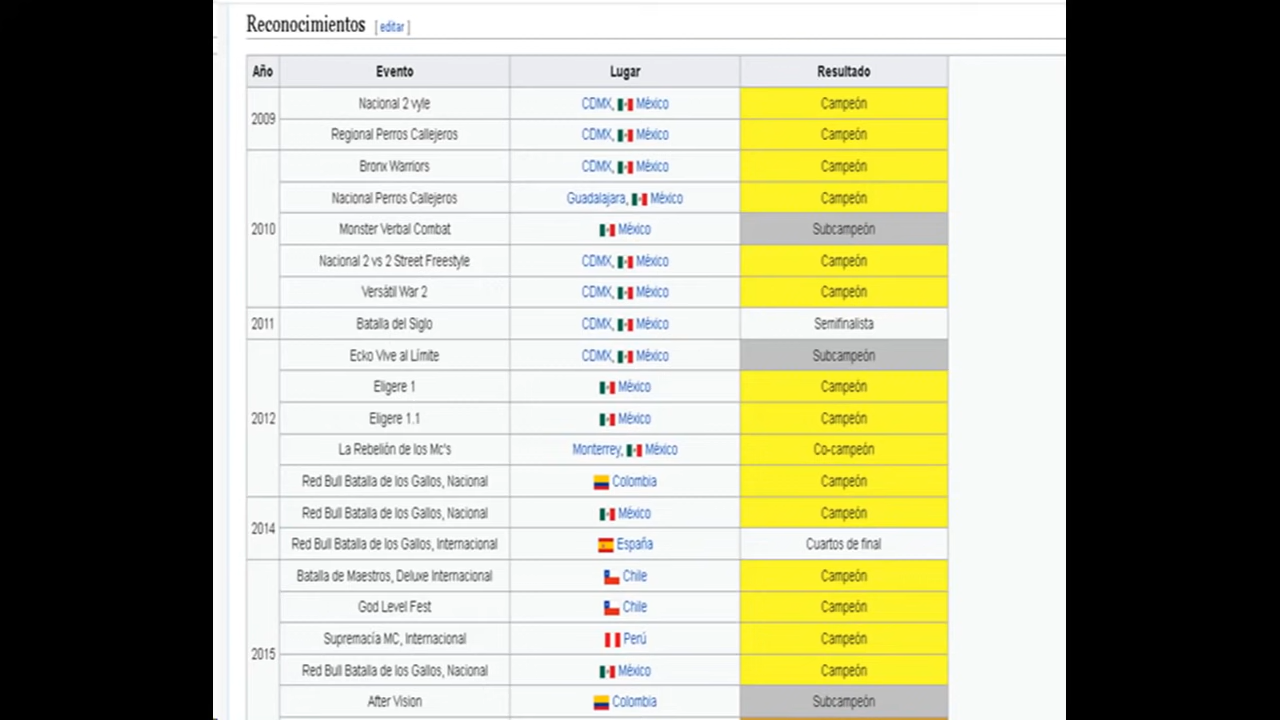 Reconocimientos [ editar ]
Año Evento Lugar Resultado
2009 Nacional 2 vyle CDMX, México Campeón
Regional Perros Callejeros CDMX, México Campeón
2010 Bronx Warriors CDMX, México Campeón
Nacional Perros Callejeros Guadalajara, México Campeón
Monster Verbal Combat México Subcampeón
Nacional 2 vs 2 Street Freestyle CDMX, México Campeón
Versátil War 2 CDMX, México Campeón
2011 Batalla del Siglo CDMX, México Semifinalista
2012 Ecko Vive al Límite CDMX, México Subcampeón
Eligere 1 México Campeón
Eligere 1.1 México Campeón
La Rebelión de los Mc's Monterrey, México Co-campeón
Red Bull Batalla de los Gallos, Nacional Colombia Campeón
2014 Red Bull Batalla de los Gallos, Nacional México Campeón
Red Bull Batalla de los Gallos, Internacional España Cuartos de final
2015 Batalla de Maestros, Deluxe Internacional Chile Campeón
God Level Fest Chile Campeón
Supremacía MC, Internacional Perú Campeón
Red Bull Batalla de los Gallos, Nacional México Campeón
After Vision Colombia Subcampeón